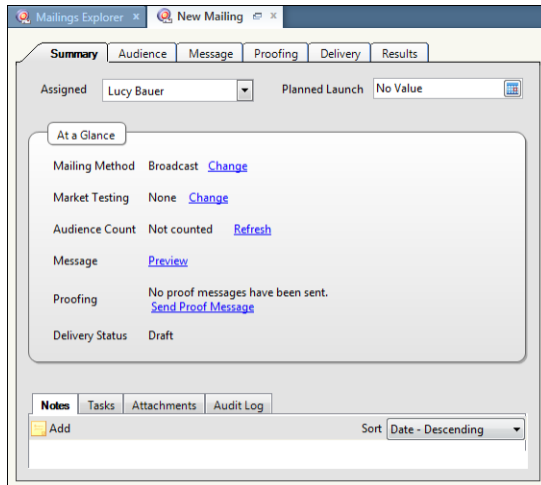 Mailings Explorer New Mailing
Summary Audience Message Proofing Delivery Results
Assigned Lucy Bauer Planned Launch No Value
At a Glance
Mailing Method Broadcast Change
Market Testing None Change
Audience Count Not counted Refresh
Message Preview
Proofing No proof messages have been sent.
Send Proof Message
Delivery Status Draft
Notes Tasks Attachments Audit Log
Add Sort Date - Descending